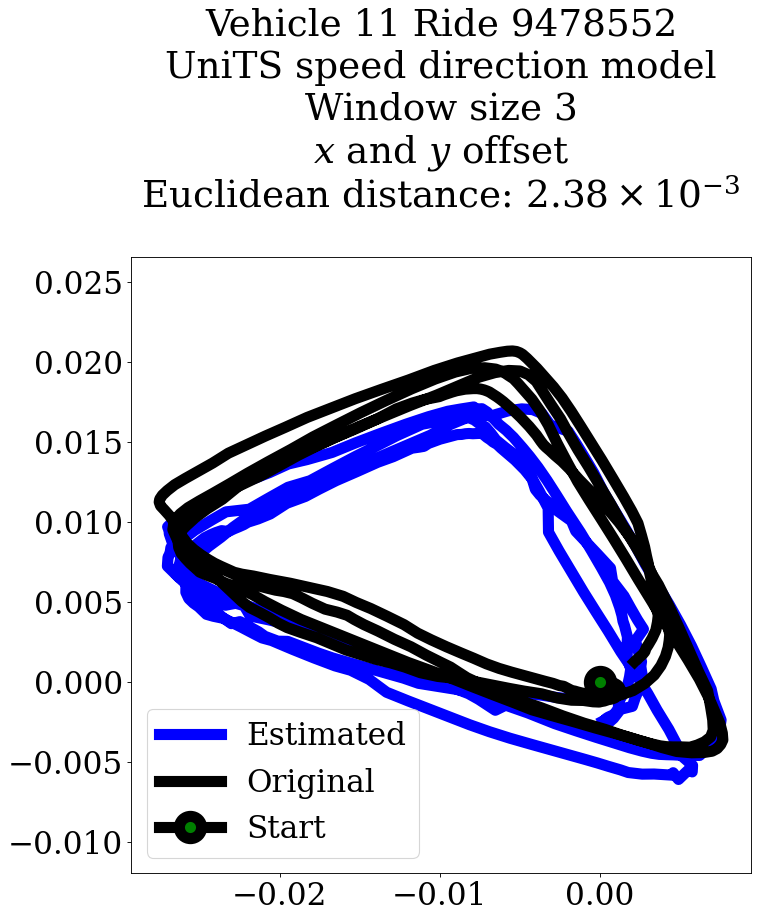 Vehicle 11 Ride 9478552
UniTS speed direction model
Window size 3
x and y offset
Euclidean distance: 2.38 × 10⁻³
0.025
0.020
0.015
0.010
0.005
0.000
−0.005
−0.010
Estimated
Original
Start
−0.02 −0.01 0.00